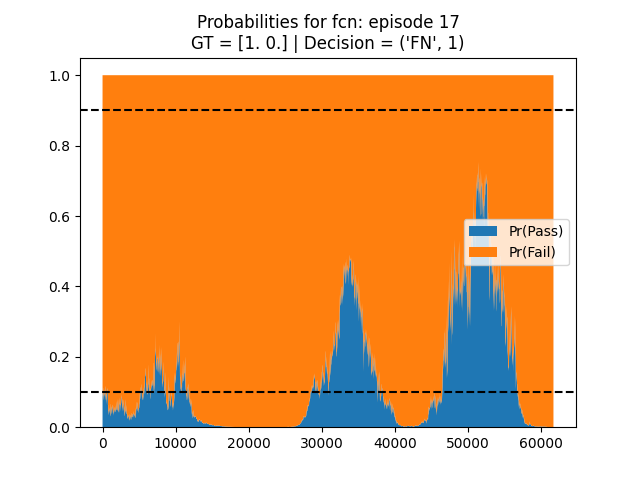 Probabilities for fcn: episode 17
GT = [1. 0.] | Decision = ('FN', 1)
1.0
0.8
0.6
0.4
0.2
0.0
Pr(Pass)
Pr(Fail)
0 10000 20000 30000 40000 50000 60000